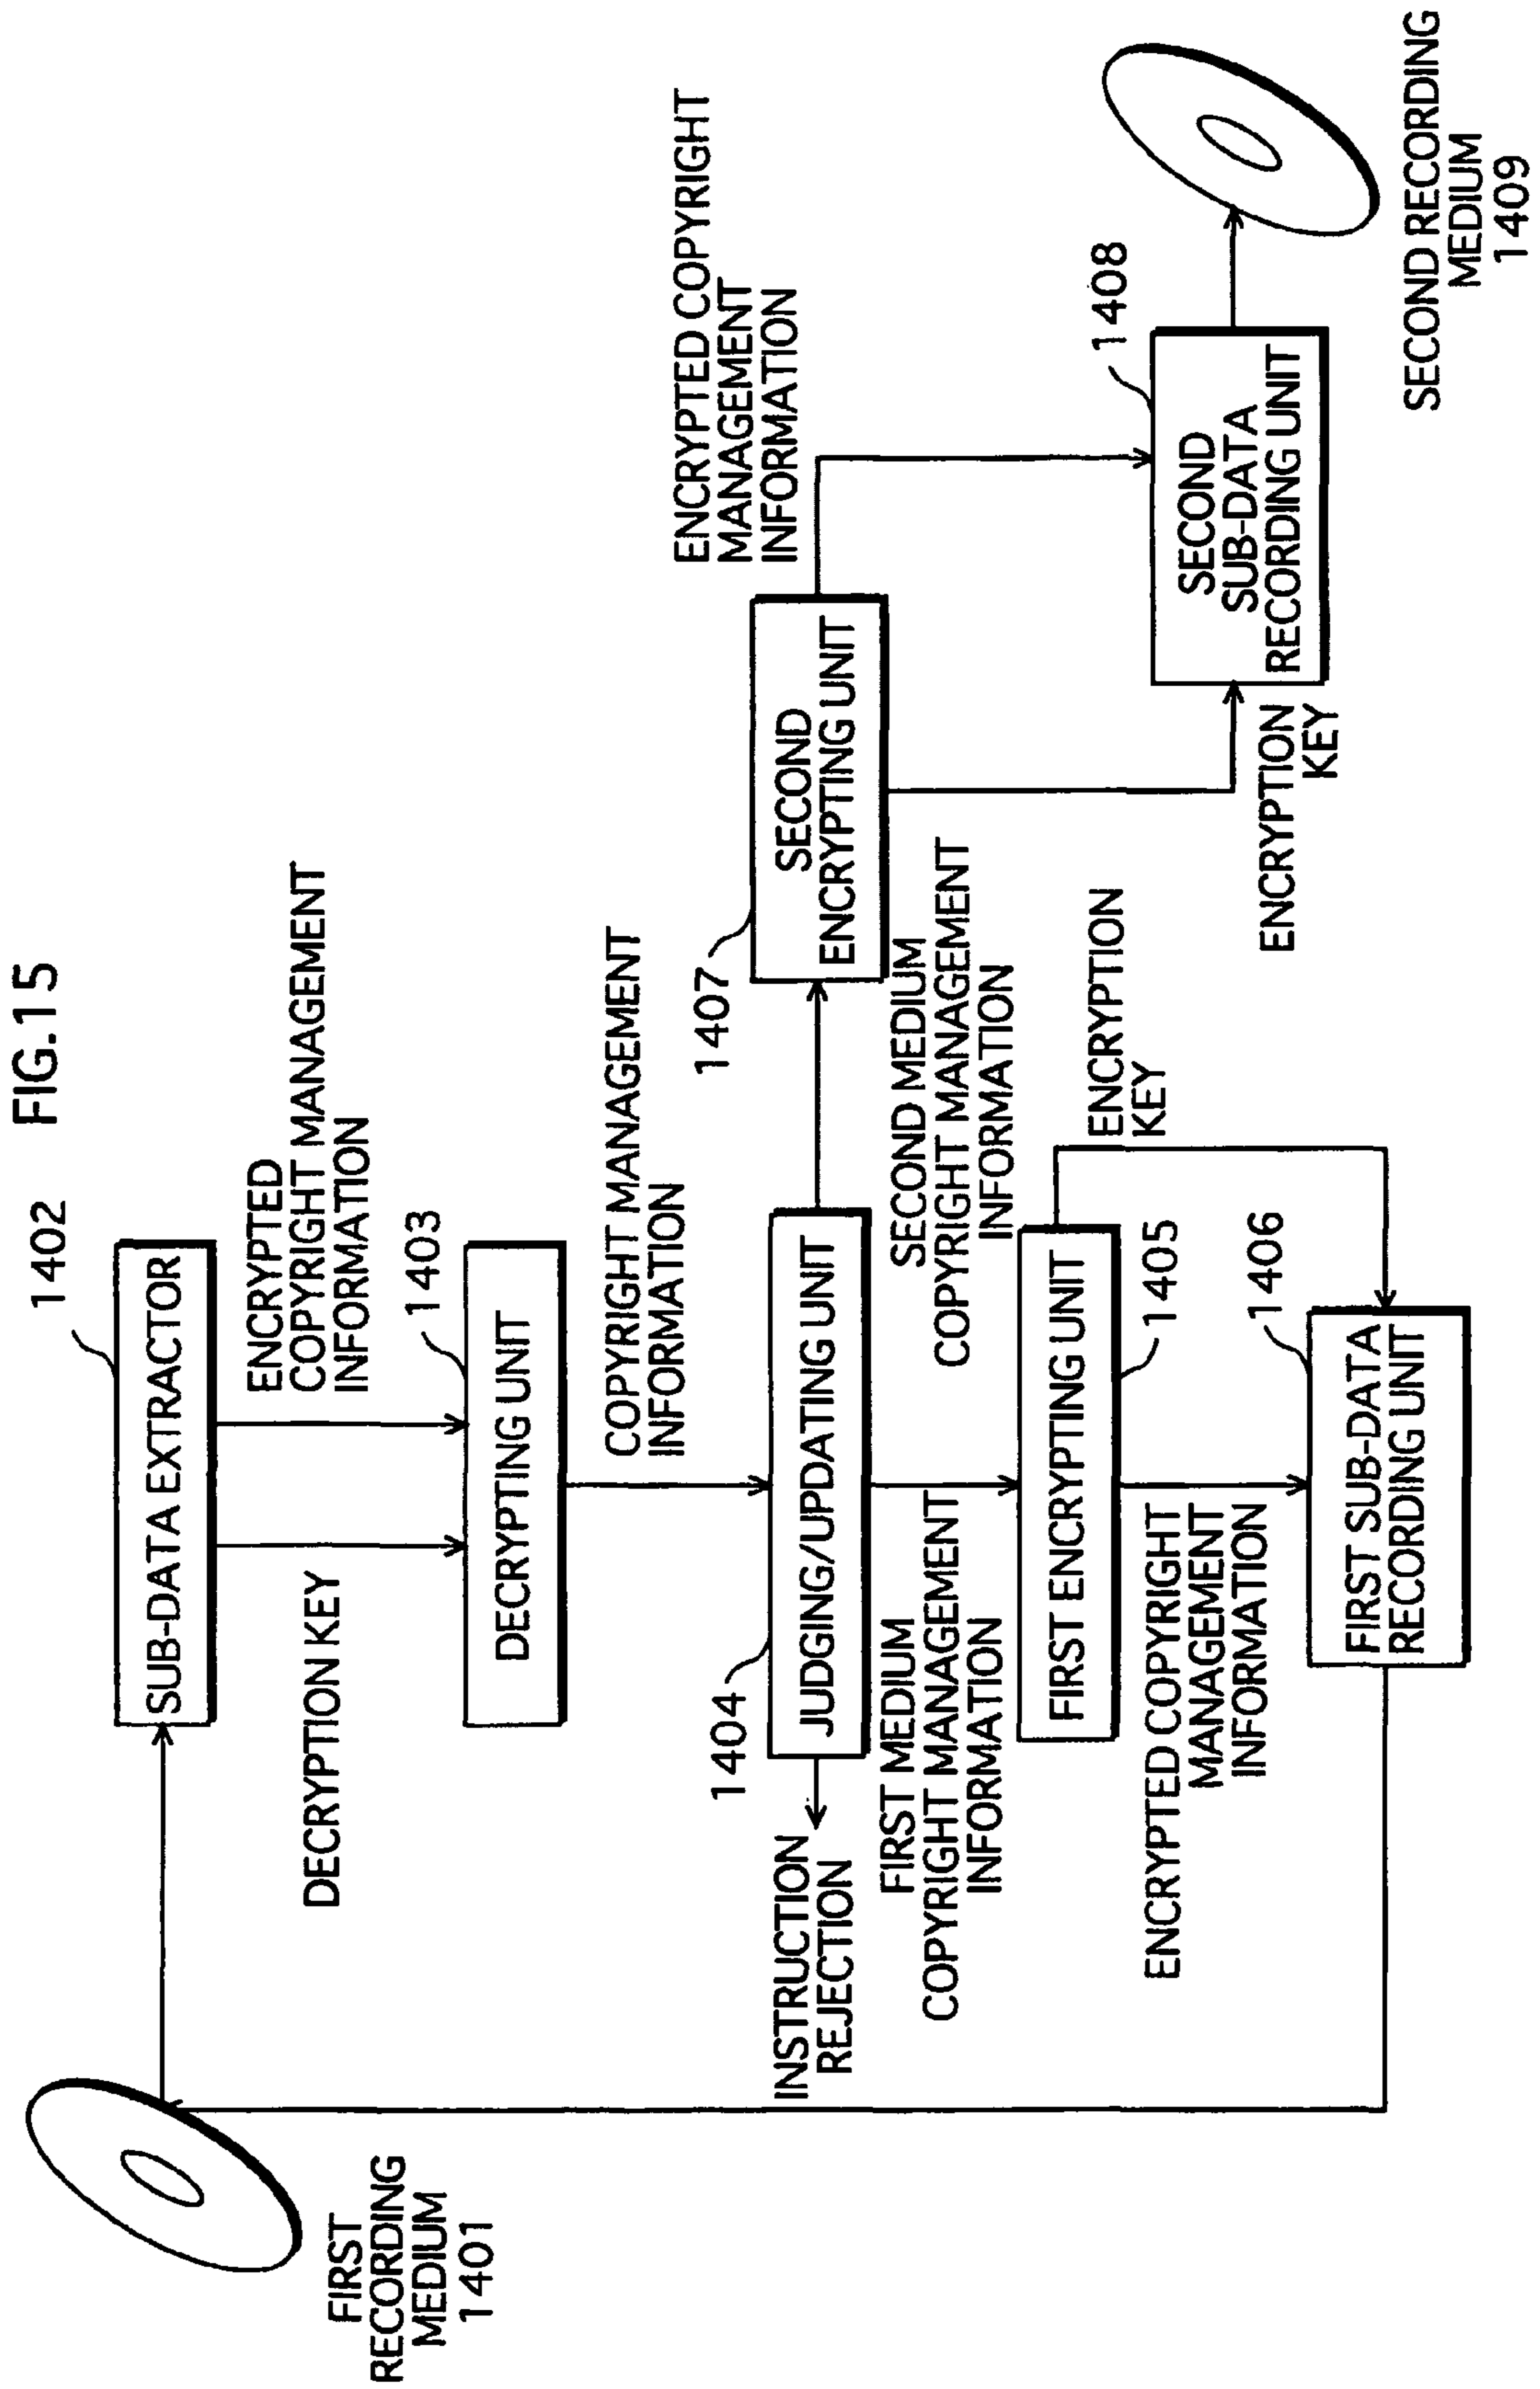 FIG.15
1402
SUB-DATA EXTRACTOR
FIRST
RECORDING
MEDIUM
1401
DECRYPTION KEY
ENCRYPTED
COPYRIGHT MANAGEMENT
INFORMATION
1403
DECRYPTING UNIT
COPYRIGHT MANAGEMENT
INFORMATION
1404
JUDGING/UPDATING UNIT
INSTRUCTION
REJECTION
1407
SECOND
ENCRYPTING UNIT
ENCRYPTED COPYRIGHT
MANAGEMENT
INFORMATION
FIRST MEDIUM
COPYRIGHT MANAGEMENT
INFORMATION
SECOND MEDIUM
COPYRIGHT MANAGEMENT
INFORMATION
FIRST ENCRYPTING UNIT
1405
ENCRYPTION
KEY
ENCRYPTED COPYRIGHT
MANAGEMENT
INFORMATION
1406
FIRST SUB-DATA
RECORDING UNIT
ENCRYPTION
KEY
1408
SECOND
SUB-DATA
RECORDING UNIT
SECOND RECORDING
MEDIUM
1409